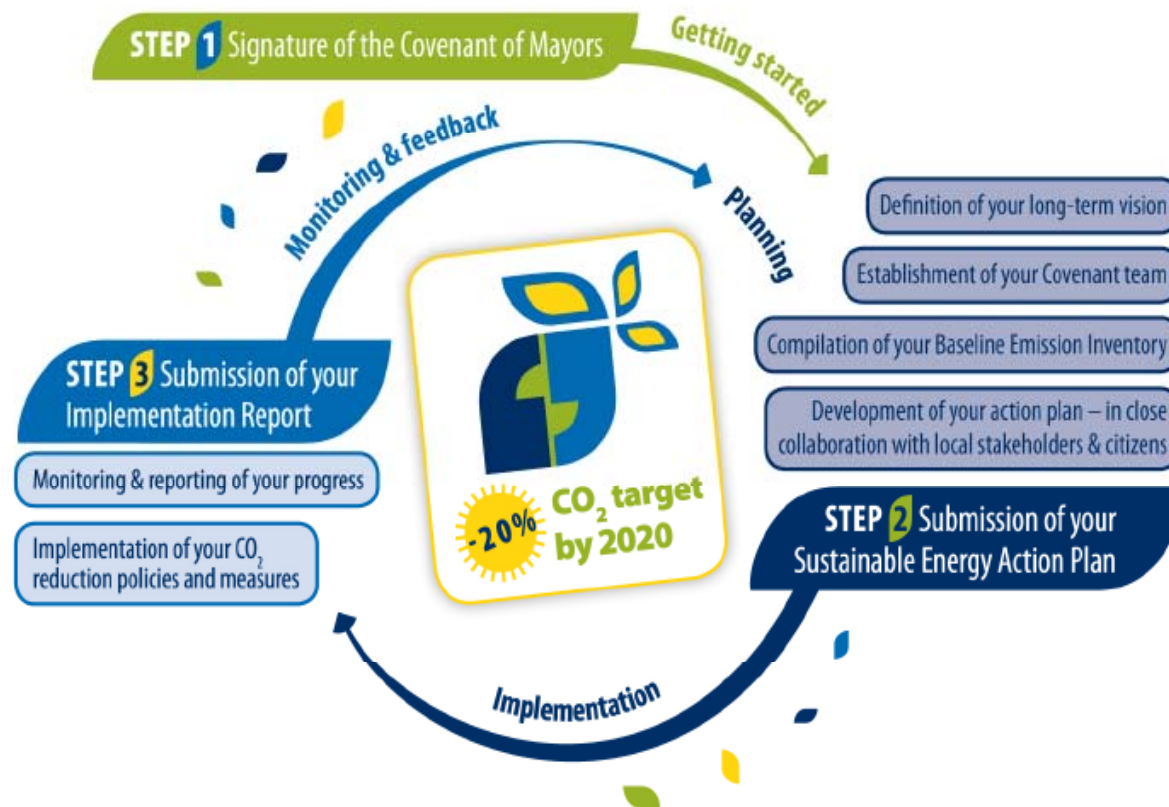 STEP 1 Signature of the Covenant of Mayors
Getting started
Monitoring & feedback
Planning
Definition of your long-term vision
Establishment of your Covenant team
Compilation of your Baseline Emission Inventory
Development of your action plan – in close
collaboration with local stakeholders & citizens
STEP 2 Submission of your
Sustainable Energy Action Plan
Implementation
STEP 3 Submission of your
Implementation Report
Monitoring & reporting of your progress
Implementation of your CO₂
reduction policies and measures
-20%
CO₂ target
by 2020